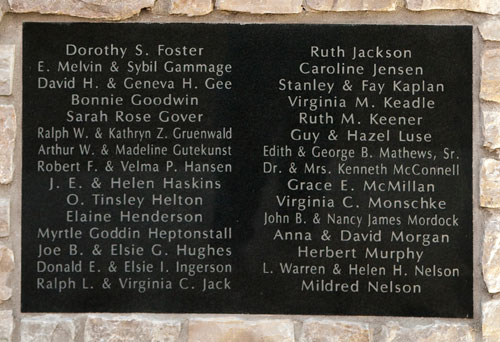 Dorothy S. Foster
E. Melvin & Sybil Gammage
David H. & Geneva H. Gee
Bonnie Goodwin
Sarah Rose Gover
Ralph W. & Kathryn Z. Gruenwald
Arthur W. & Madeline Gutekunst
Robert F. & Velma P. Hansen
J. E. & Helen Haskins
O. Tinsley Helton
Elaine Henderson
Myrtle Goddin Heptonstall
Joe B. & Elsie G. Hughes
Donald E. & Elsie I. Ingerson
Ralph L. & Virginia C. Jack
Ruth Jackson
Caroline Jensen
Stanley & Fay Kaplan
Virginia M. Keadle
Ruth M. Keener
Guy & Hazel Luse
Edith & George B. Mathews, Sr.
Dr. & Mrs. Kenneth McConnell
Grace E. McMillan
Virginia C. Monschke
John B. & Nancy James Mordock
Anna & David Morgan
Herbert Murphy
L. Warren & Helen H. Nelson
Mildred Nelson